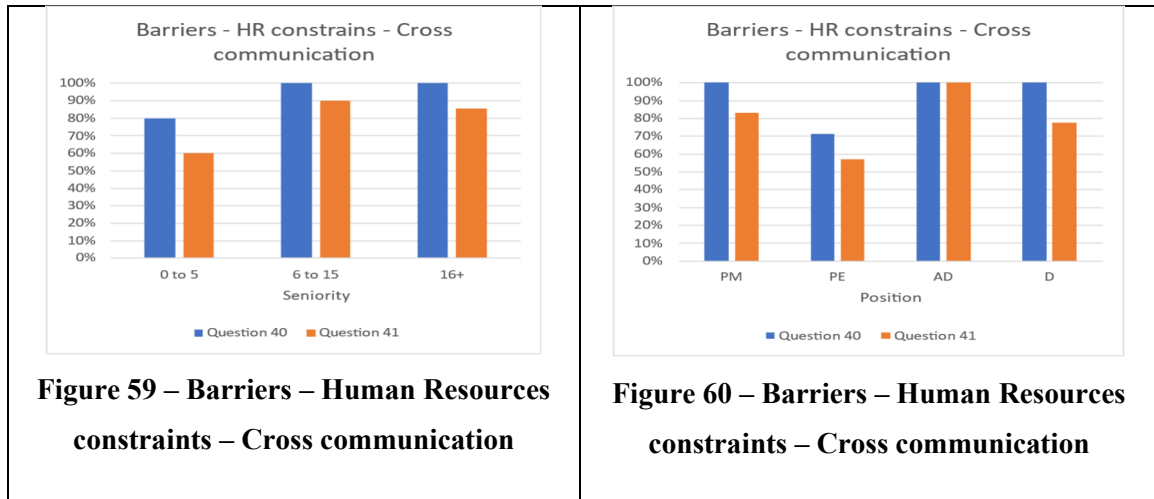 Barriers - HR constrains - Cross
communication
100%
90%
80%
70%
60%
50%
40%
30%
20%
10%
0%
0 to 5 6 to 15 16+
Seniority
Question 40 Question 41
Figure 59 – Barriers – Human Resources
constraints – Cross communication
Barriers - HR constrains - Cross
communication
100%
90%
80%
70%
60%
50%
40%
30%
20%
10%
0%
PM PE AD D
Position
Question 40 Question 41
Figure 60 – Barriers – Human Resources
constraints – Cross communication